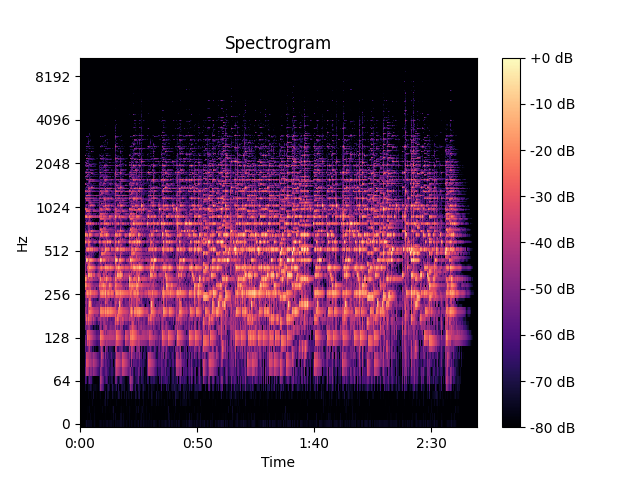 Spectrogram
Hz
8192
4096
2048
1024
512
256
128
64
0
0:00 0:50 1:40 2:30
Time
+0 dB
-10 dB
-20 dB
-30 dB
-40 dB
-50 dB
-60 dB
-70 dB
-80 dB